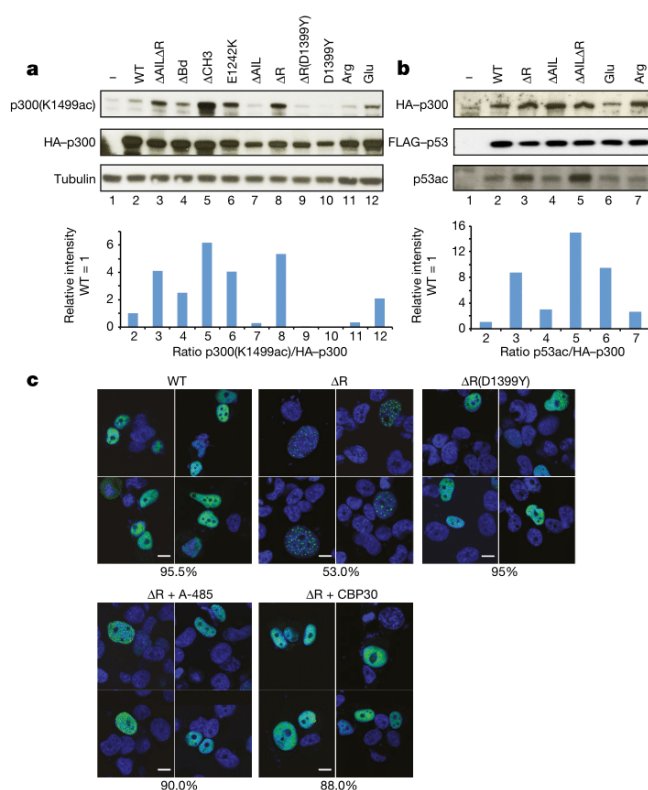 a
– WT ΔAILΔR ΔBd ΔCH3 E1242K ΔAIL ΔR ΔR(D1399Y) D1399Y Arg Glu
p300(K1499ac)
HA–p300
Tubulin
1 2 3 4 5 6 7 8 9 10 11 12
Relative intensity
WT = 1
6
4
2
0
2 3 4 5 6 7 8 9 10 11 12
Ratio p300(K1499ac)/HA–p300
b
– WT ΔR ΔAIL ΔAILΔR Glu Arg
HA–p300
FLAG–p53
p53ac
1 2 3 4 5 6 7
Relative intensity
WT = 1
16
12
8
4
0
2 3 4 5 6 7
Ratio p53ac/HA–p300
c
WT ΔR ΔR(D1399Y)
95.5% 53.0% 95%
ΔR + A-485 ΔR + CBP30
90.0% 88.0%